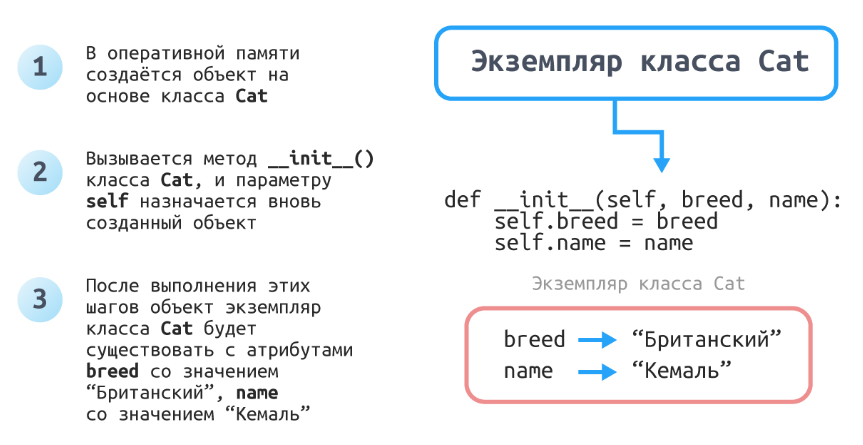 1
В оперативной памяти
создаётся объект на
основе класса Cat
2
Вызывается метод __init__()
класса Cat, и параметру
self назначается вновь
созданный объект
3
После выполнения этих
шагов объект экземпляр
класса Cat будет
существовать с атрибутами
breed со значением
“Британский”, name
со значением “Кемаль”
Экземпляр класса Cat
def __init__(self, breed, name):
    self.breed = breed
    self.name = name
Экземпляр класса Cat
breed “Британский”
name “Кемаль”